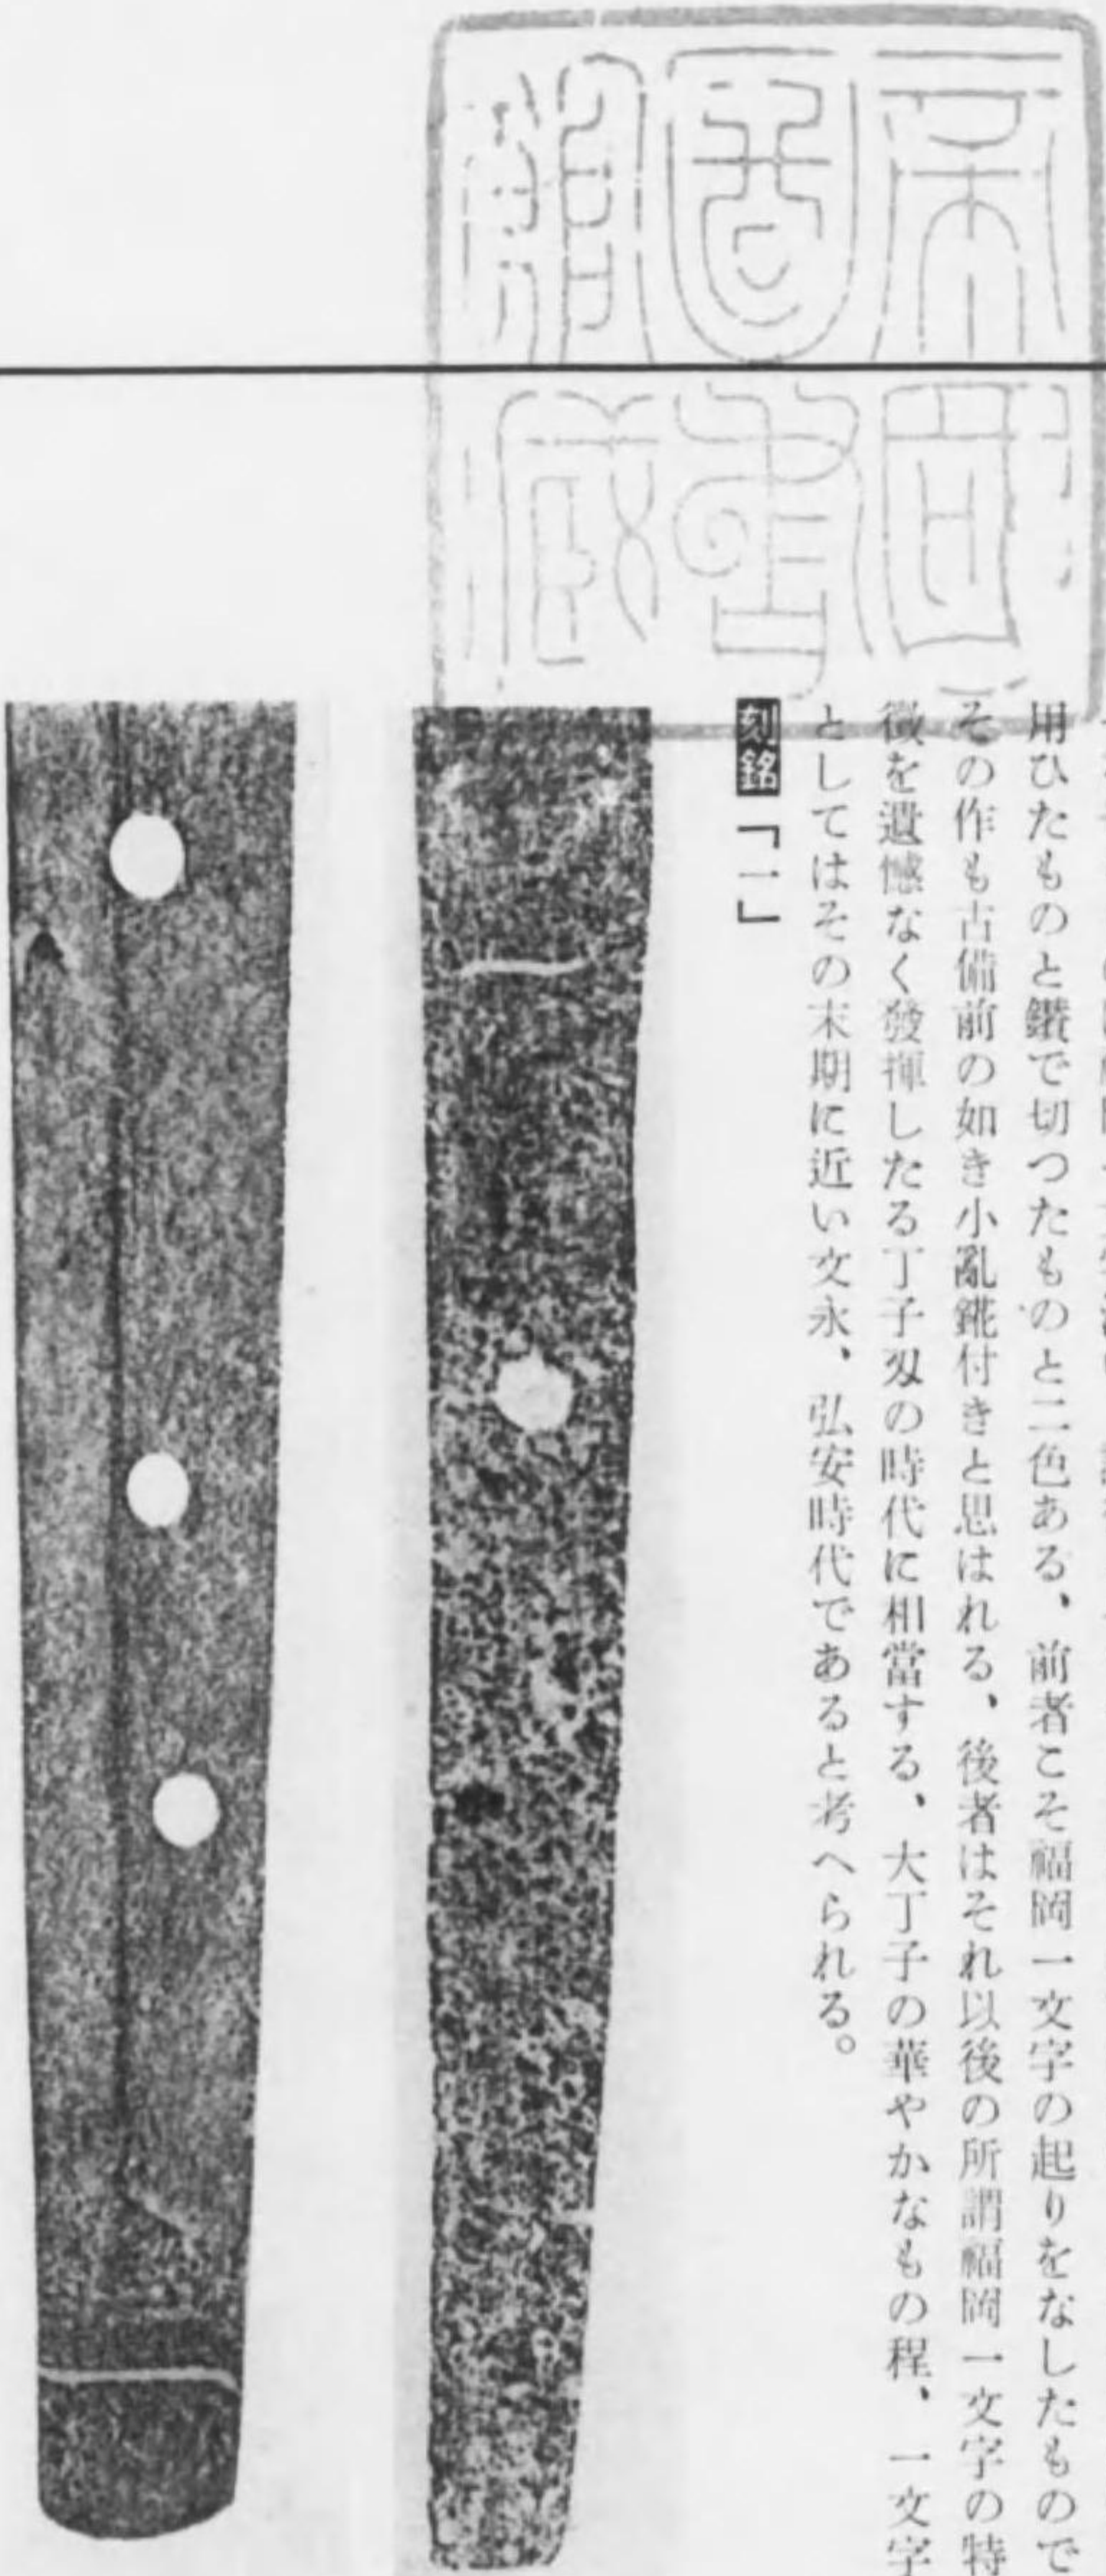 用ひたものと鑚で切つたものと二色ある、前者こそ福岡一文字の起りをなしたもので
その作も古備前の如き小亂錵付きと思はれる、後者はそれ以後の所謂福岡一文字の特
徴を遺憾なく發揮したる丁子刄の時代に相當する、大丁子の華やかなもの程、一文字
としてはその末期に近い文永、弘安時代であると考へられる。
刻銘「一」